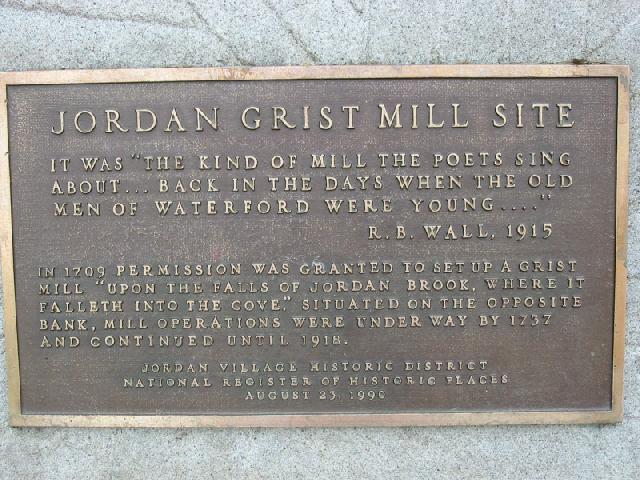 JORDAN GRIST MILL SITE
IT WAS "THE KIND OF MILL THE POETS SING
ABOUT... BACK IN THE DAYS WHEN THE OLD
MEN OF WATERFORD WERE YOUNG...."
R.B. WALL, 1915
IN 1709 PERMISSION WAS GRANTED TO SET UP A GRIST
MILL "UPON THE FALLS OF JORDAN BROOK, WHERE IT
FALLETH INTO THE COVE," SITUATED ON THE OPPOSITE
BANK, MILL OPERATIONS WERE UNDER WAY BY 1737
AND CONTINUED UNTIL 1918.
JORDAN VILLAGE HISTORIC DISTRICT
NATIONAL REGISTER OF HISTORIC PLACES
AUGUST 23, 1990